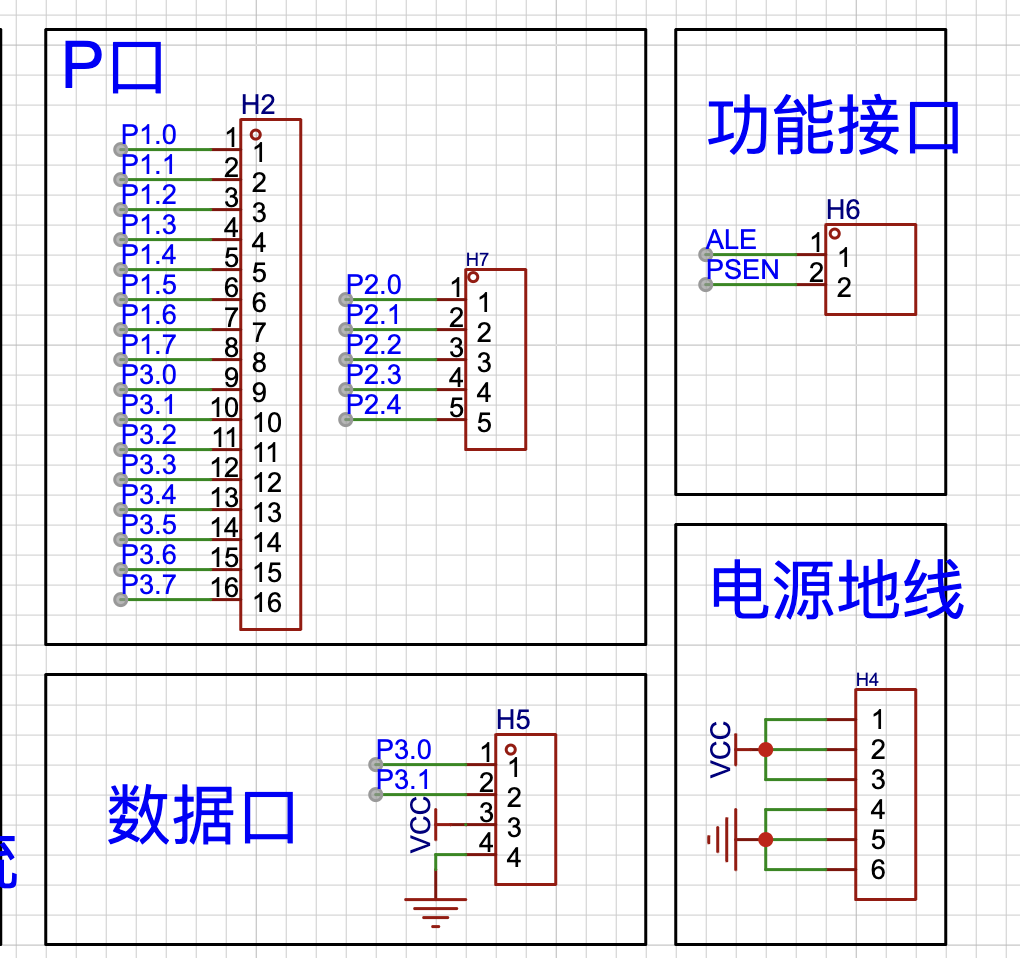 P口
H2
P1.0 1 1
P1.1 2 2
P1.2 3 3
P1.3 4 4
P1.4 5 5
P1.5 6 6
P1.6 7 7
P1.7 8 8
P3.0 9 9
P3.1 10 10
P3.2 11 11
P3.3 12 12
P3.4 13 13
P3.5 14 14
P3.6 15 15
P3.7 16 16
H7
P2.0 1 1
P2.1 2 2
P2.2 3 3
P2.3 4 4
P2.4 5 5
功能接口
H6
ALE 1 1
PSEN 2 2
数据口
H5
P3.0 1 1
P3.1 2 2
VCC 3 3
4 4
电源地线
H4
VCC
1
2
3
4
5
6